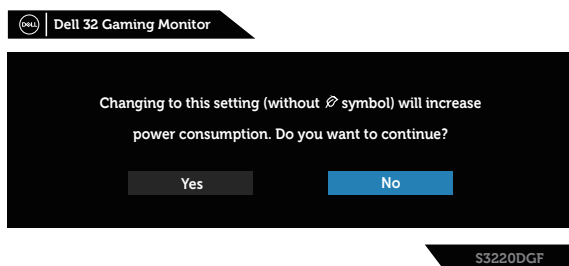 DELL Dell 32 Gaming Monitor
Changing to this setting (without symbol) will increase
power consumption. Do you want to continue?
Yes No
S3220DGF